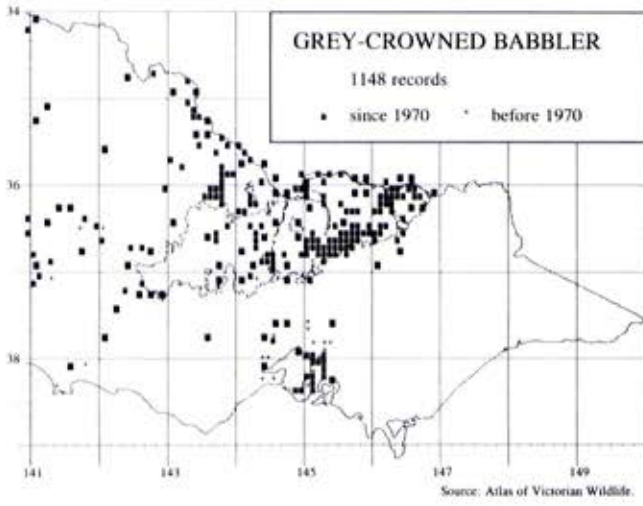 GREY-CROWNED BABBLER
1148 records
since 1970 before 1970
34
35
36
38
141
143
145
147
149
Source: Atlas of Victorian Wildlife.